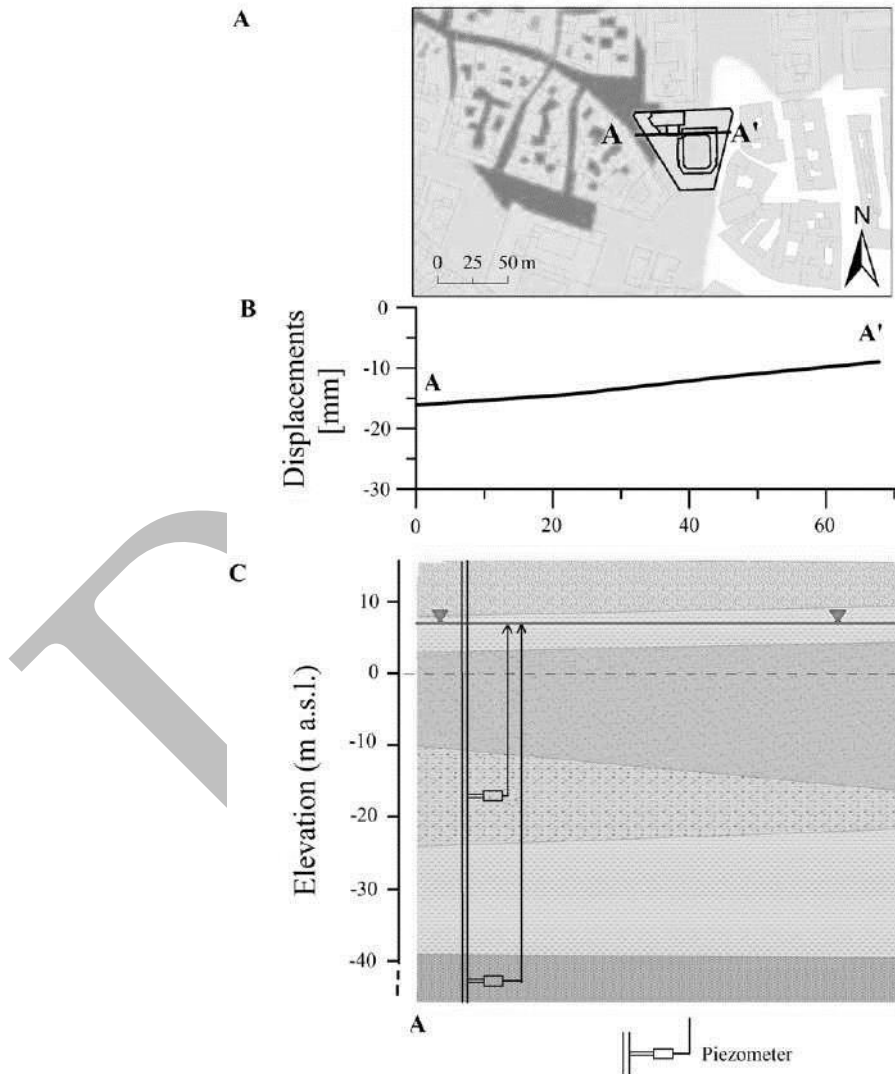 A
A A'
N
0 25 50 m
B
0
-10
-20
-30
Displacements
[mm]
A
A'
0 20 40 60
C
10
0
-10
-20
-30
-40
Elevation (m a.s.l.)
A
Piezometer